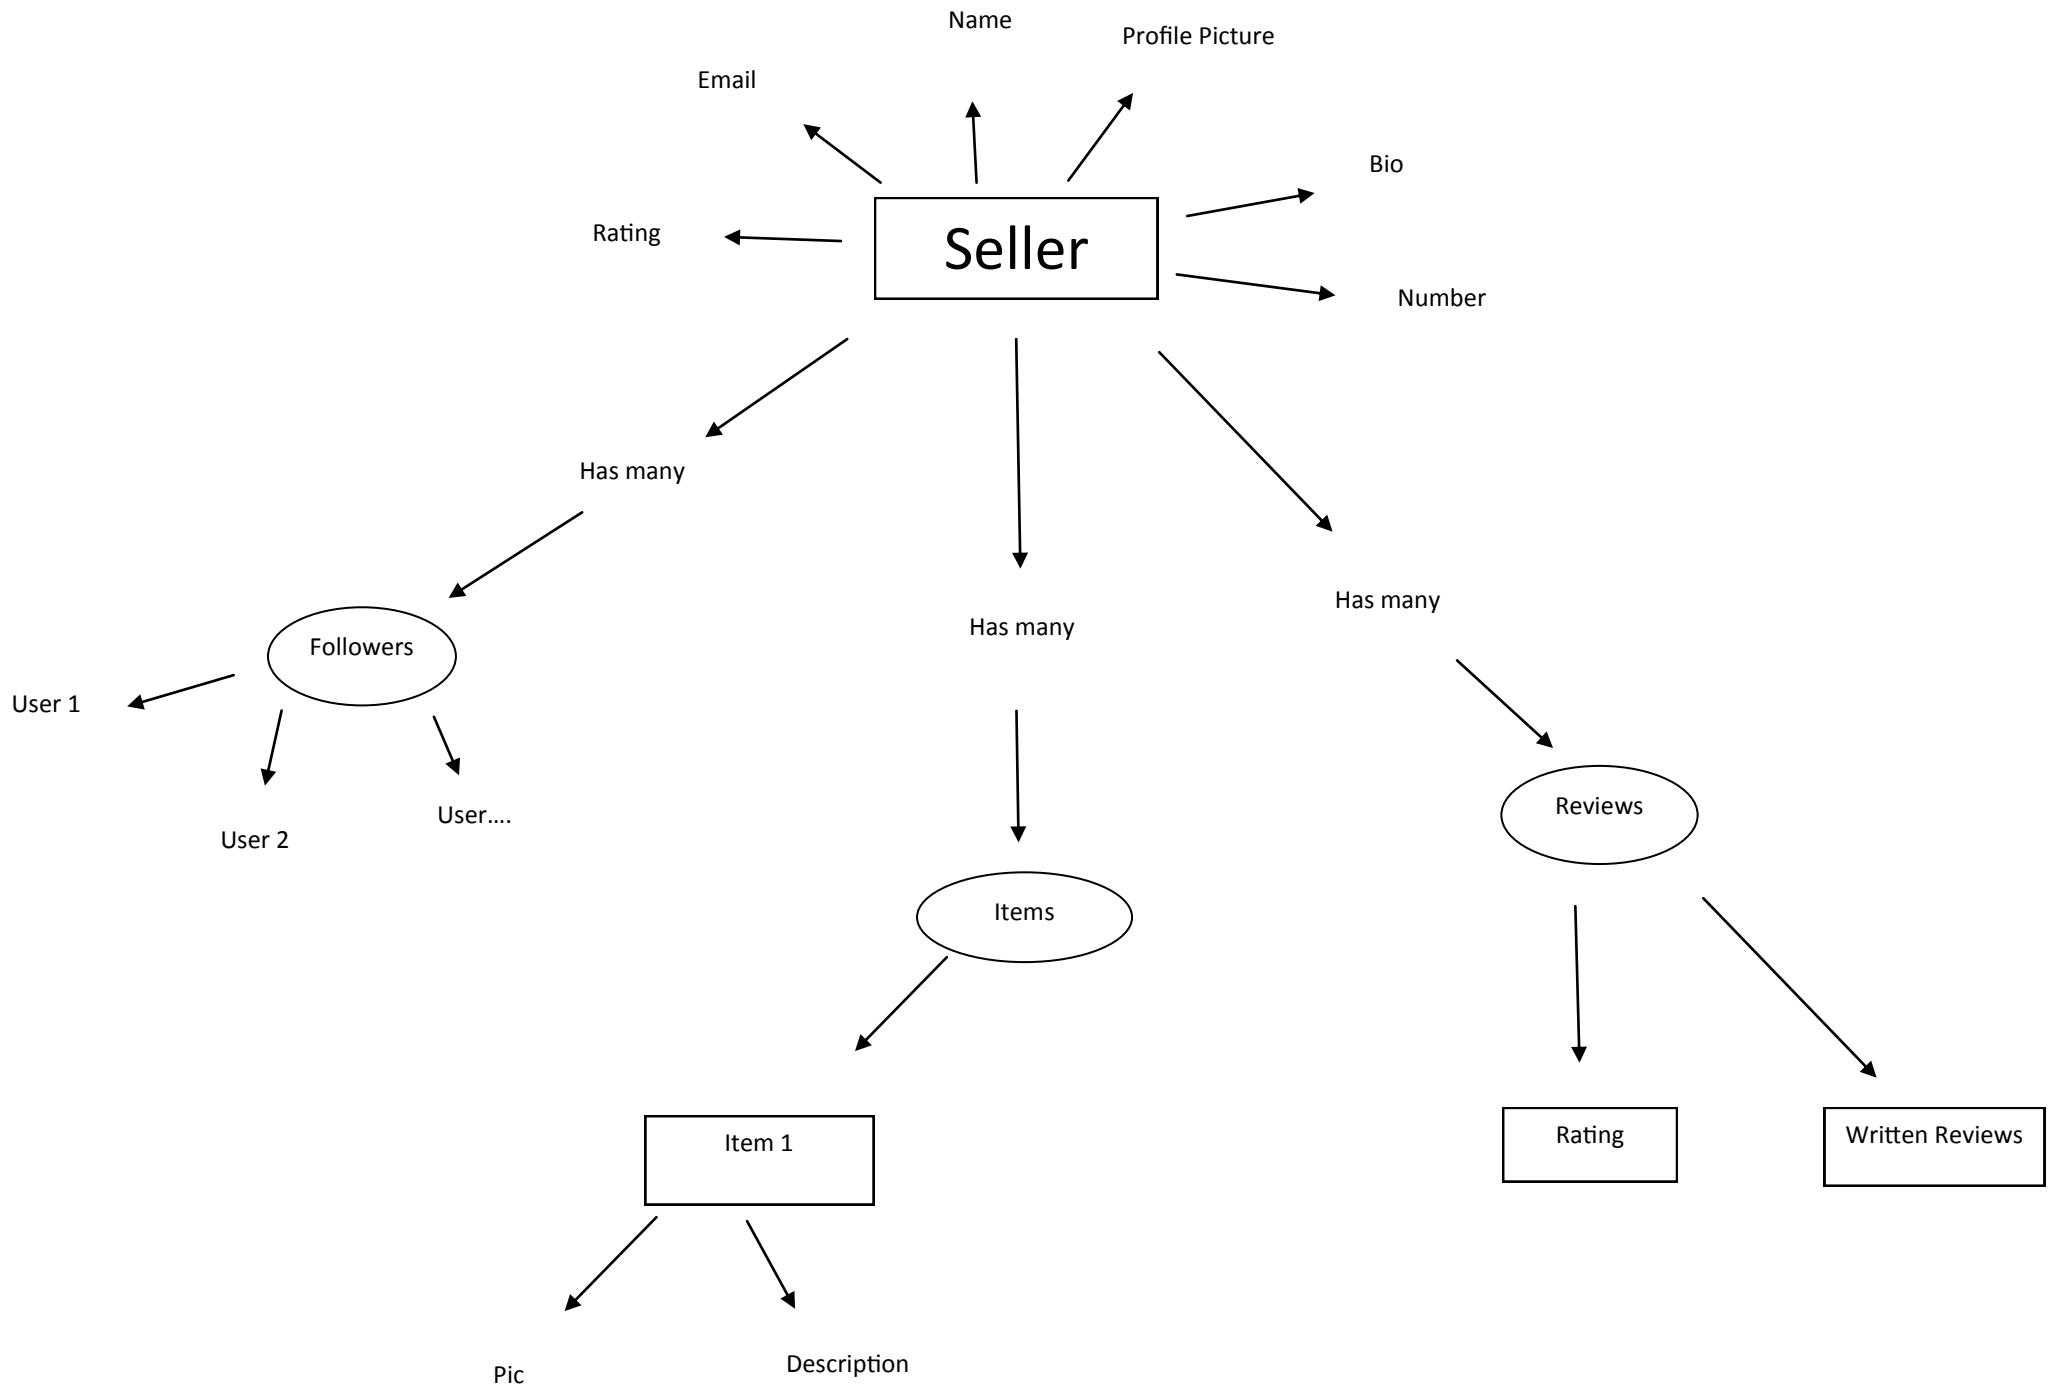 Name
Profile Picture
Email
Bio
Rating
Seller
Number
Has many
Has many
Has many
Followers
User 1
User 2
User....
Reviews
Items
Item 1
Rating
Written Reviews
Pic
Description